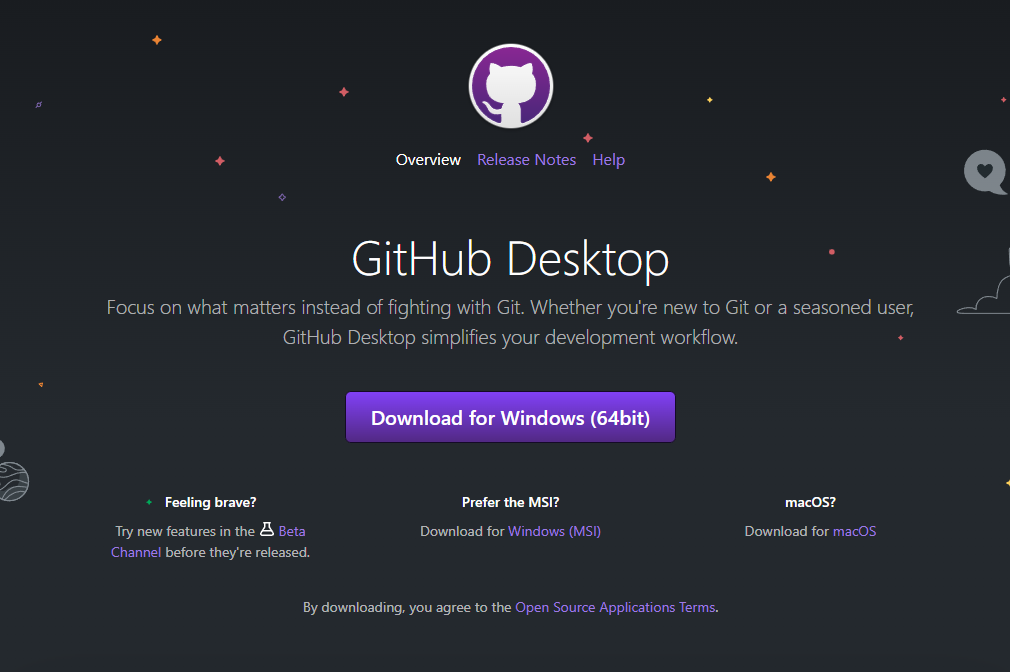 Overview Release Notes Help
GitHub Desktop
Focus on what matters instead of fighting with Git. Whether you're new to Git or a seasoned user,
GitHub Desktop simplifies your development workflow.
Download for Windows (64bit)
Feeling brave?
Try new features in the Beta
Channel before they're released.
Prefer the MSI?
Download for Windows (MSI)
macOS?
Download for macOS
By downloading, you agree to the Open Source Applications Terms.